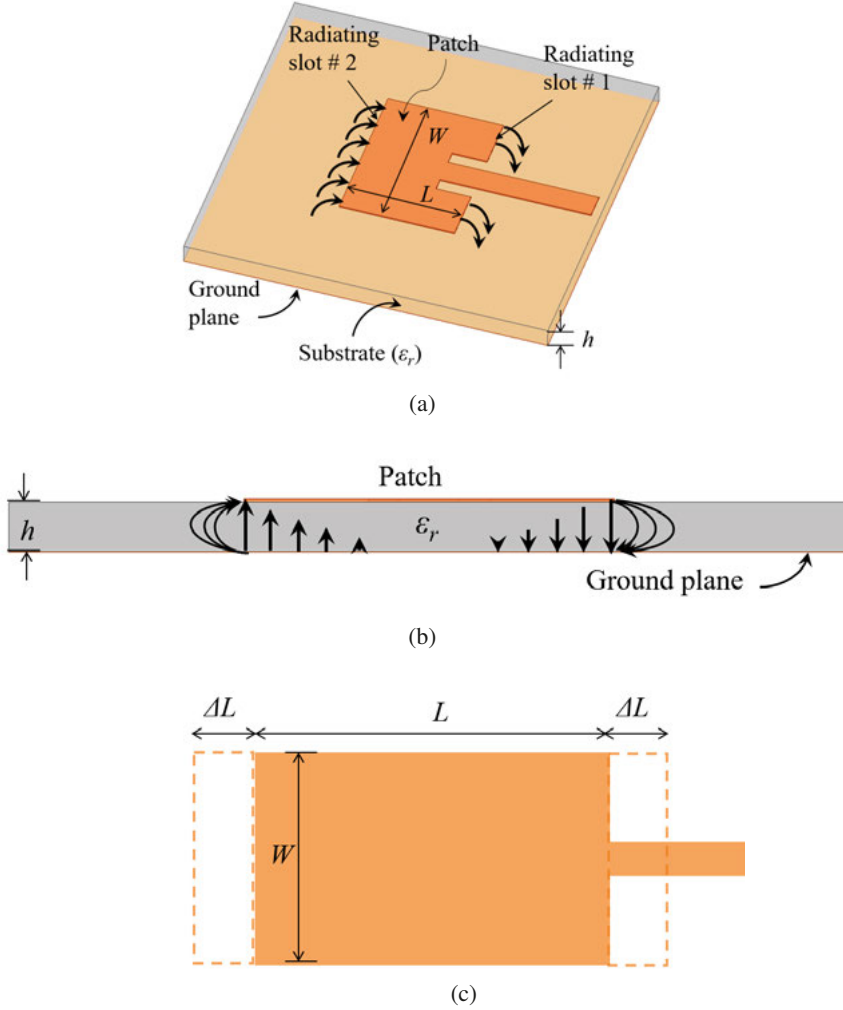 Radiating
slot # 2
Patch
Radiating
slot # 1
W
L
Ground
plane
Substrate (εr)
h
(a)
Patch
h
εr
Ground plane
(b)
ΔL
L
ΔL
W
(c)